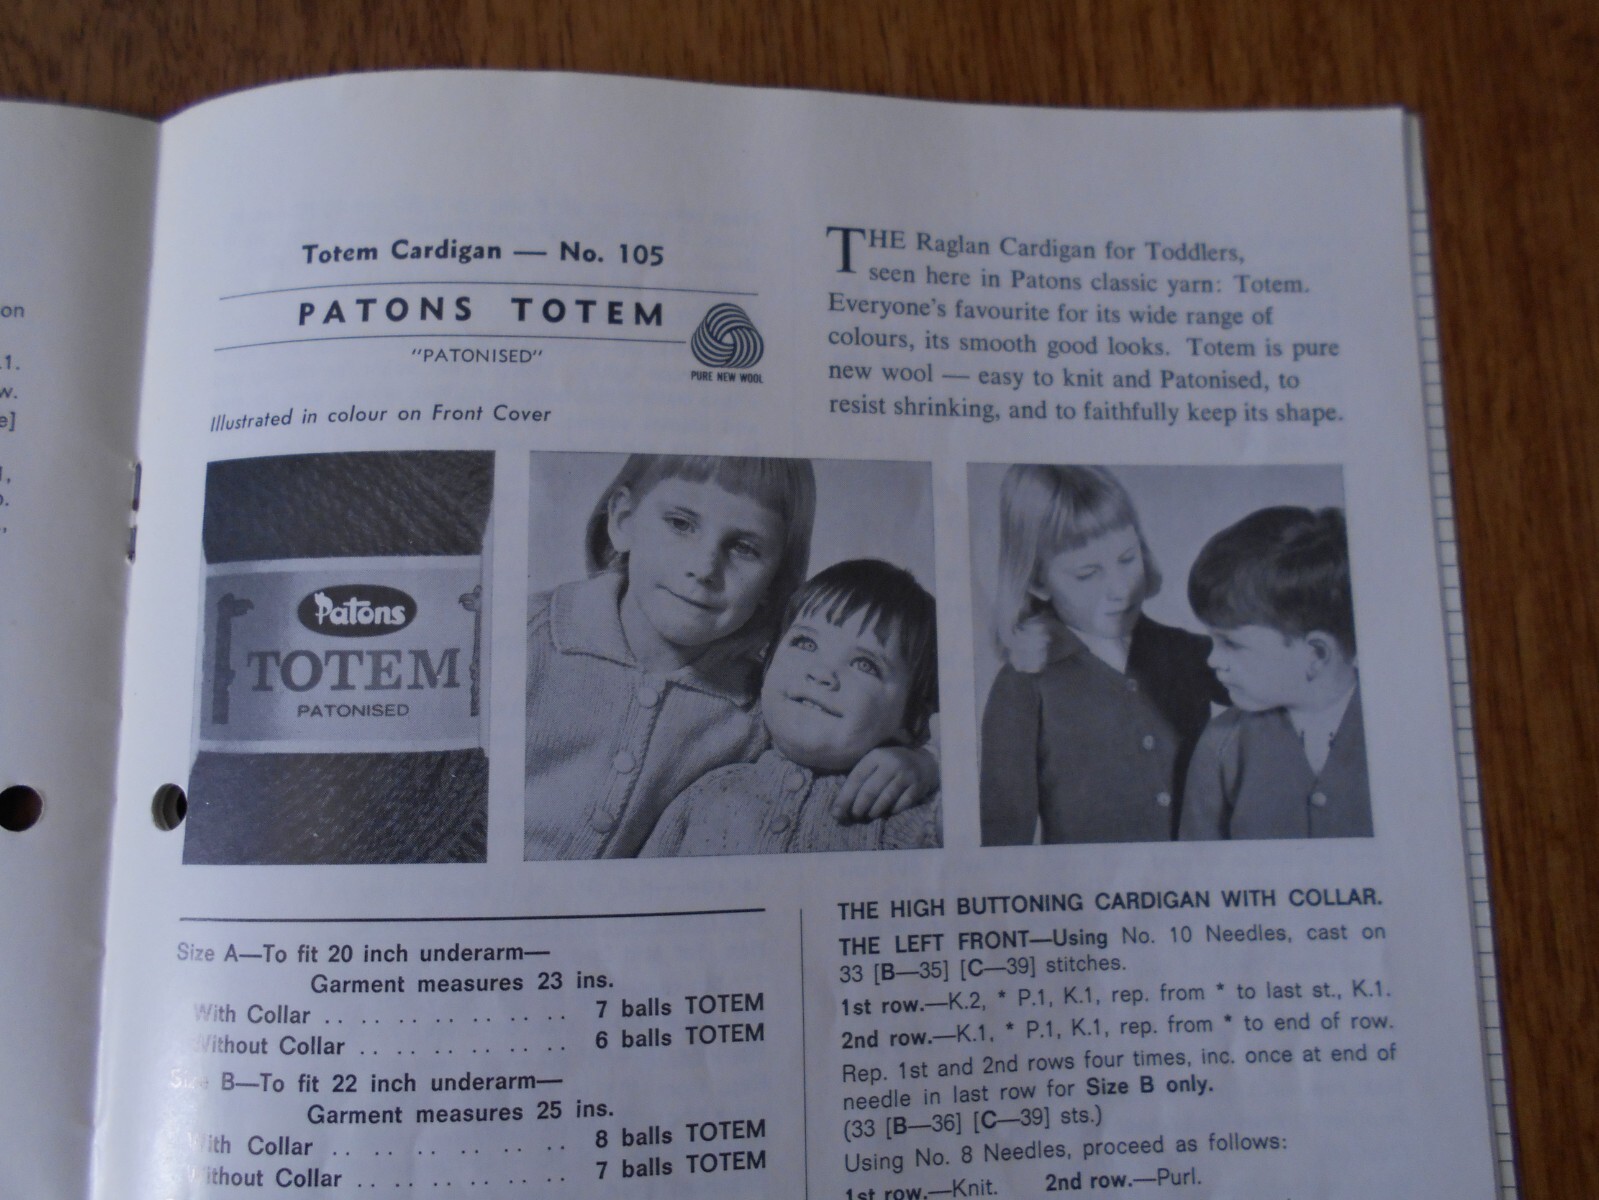 on
.1.
w.
e]
Totem Cardigan — No. 105
PATONS TOTEM
"PATONISED"
PURE NEW WOOL
Illustrated in colour on Front Cover
THE Raglan Cardigan for Toddlers,
seen here in Patons classic yarn: Totem.
Everyone's favourite for its wide range of
colours, its smooth good looks. Totem is pure
new wool — easy to knit and Patonised, to
resist shrinking, and to faithfully keep its shape.
Patons
TOTEM
PATONISED
Size A—To fit 20 inch underarm—
Garment measures 23 ins.
With Collar .. .. .. .. .. .. 7 balls TOTEM
Without Collar .. .. .. .. .. 6 balls TOTEM
Size B—To fit 22 inch underarm—
Garment measures 25 ins.
With Collar .. .. .. .. .. .. 8 balls TOTEM
Without Collar .. .. .. .. .. 7 balls TOTEM
THE HIGH BUTTONING CARDIGAN WITH COLLAR.
THE LEFT FRONT—Using No. 10 Needles, cast on
33 [B—35] [C—39] stitches.
1st row.—K.2, * P.1, K.1, rep. from * to last st., K.1.
2nd row.—K.1, * P.1, K.1, rep. from * to end of row.
Rep. 1st and 2nd rows four times, inc. once at end of
needle in last row for Size B only.
(33 [B—36] [C—39] sts.)
Using No. 8 Needles, proceed as follows:
1st row.—Knit. 2nd row.—Purl.